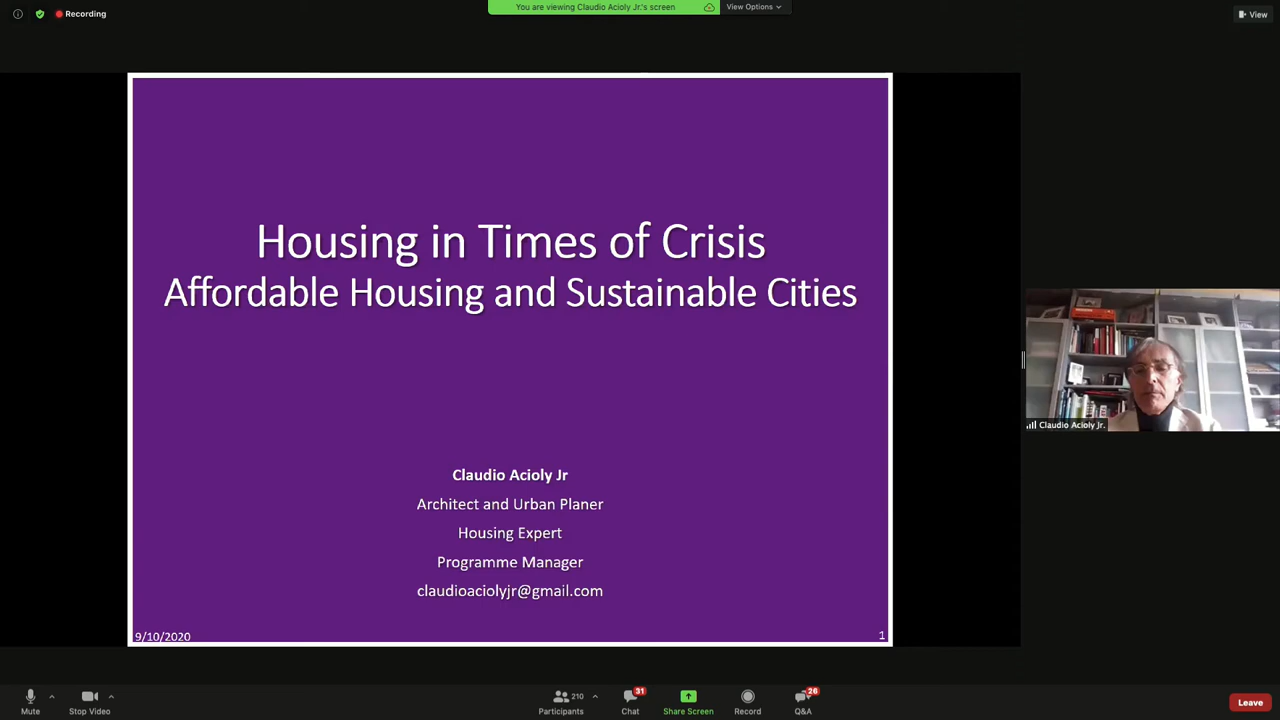 Recording
You are viewing Claudio Acioly Jr.'s screen
View Options
View
Housing in Times of Crisis
Affordable Housing and Sustainable Cities
Claudio Acioly Jr
Architect and Urban Planer
Housing Expert
Programme Manager
claudioaciolyjr@gmail.com
9/10/2020
1
Claudio Acioly Jr.
Mute
Stop Video
210
Participants
31
Chat
Share Screen
Record
26
Q&A
Leave